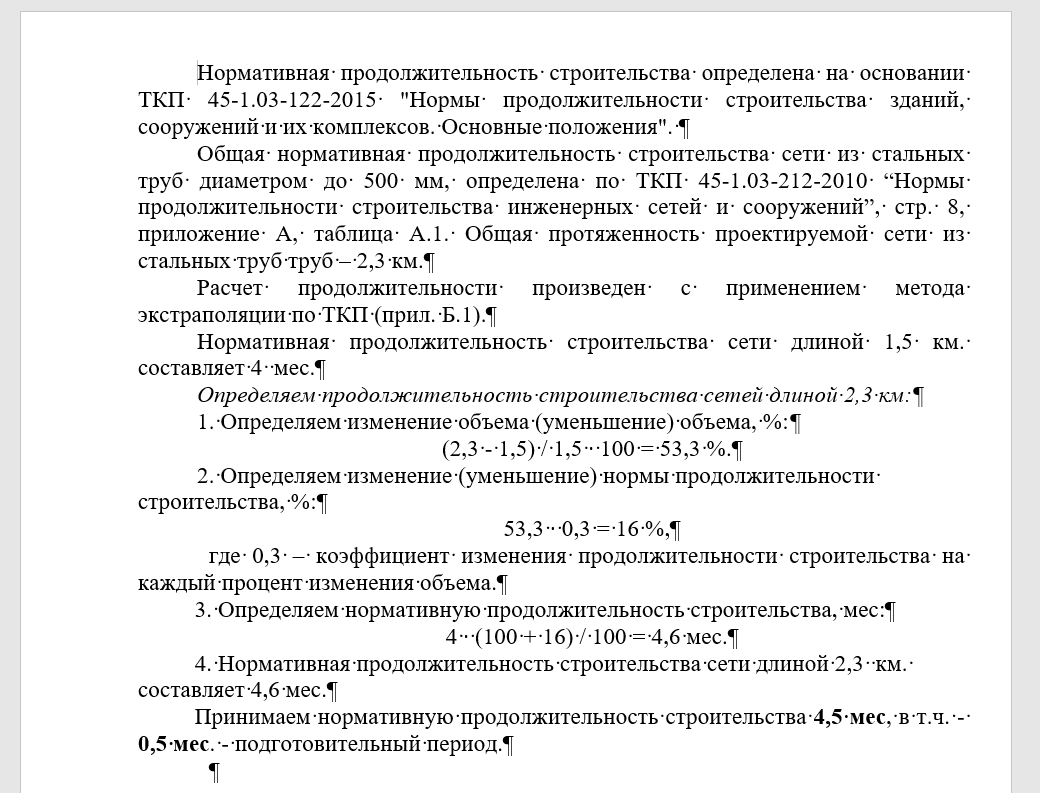 Нормативная продолжительность строительства определена на основании
ТКП 45-1.03-122-2015 "Нормы продолжительности строительства зданий,
сооружений и их комплексов. Основные положения". ¶
Общая нормативная продолжительность строительства сети из стальных
труб диаметром до 500 мм, определена по ТКП 45-1.03-212-2010 “Нормы
продолжительности строительства инженерных сетей и сооружений”, стр. 8,
приложение А, таблица А.1. Общая протяженность проектируемой сети из
стальных труб труб – 2,3 км.¶
Расчет продолжительности произведен с применением метода
экстраполяции по ТКП (прил. Б.1).¶
Нормативная продолжительность строительства сети длиной 1,5 км.
составляет 4 мес.¶
Определяем продолжительность строительства сетей длиной 2,3 км:¶
1. Определяем изменение объема (уменьшение) объема, %:¶
(2,3 - 1,5) / 1,5 · 100 = 53,3 %.¶
2. Определяем изменение (уменьшение) нормы продолжительности
строительства, %:¶
53,3 · 0,3 = 16 %,¶
где 0,3 – коэффициент изменения продолжительности строительства на
каждый процент изменения объема.¶
3. Определяем нормативную продолжительность строительства, мес:¶
4 · (100 + 16) / 100 = 4,6 мес.¶
4. Нормативная продолжительность строительства сети длиной 2,3 км.
составляет 4,6 мес.¶
Принимаем нормативную продолжительность строительства 4,5 мес, в т.ч. -
0,5 мес. - подготовительный период.¶
¶